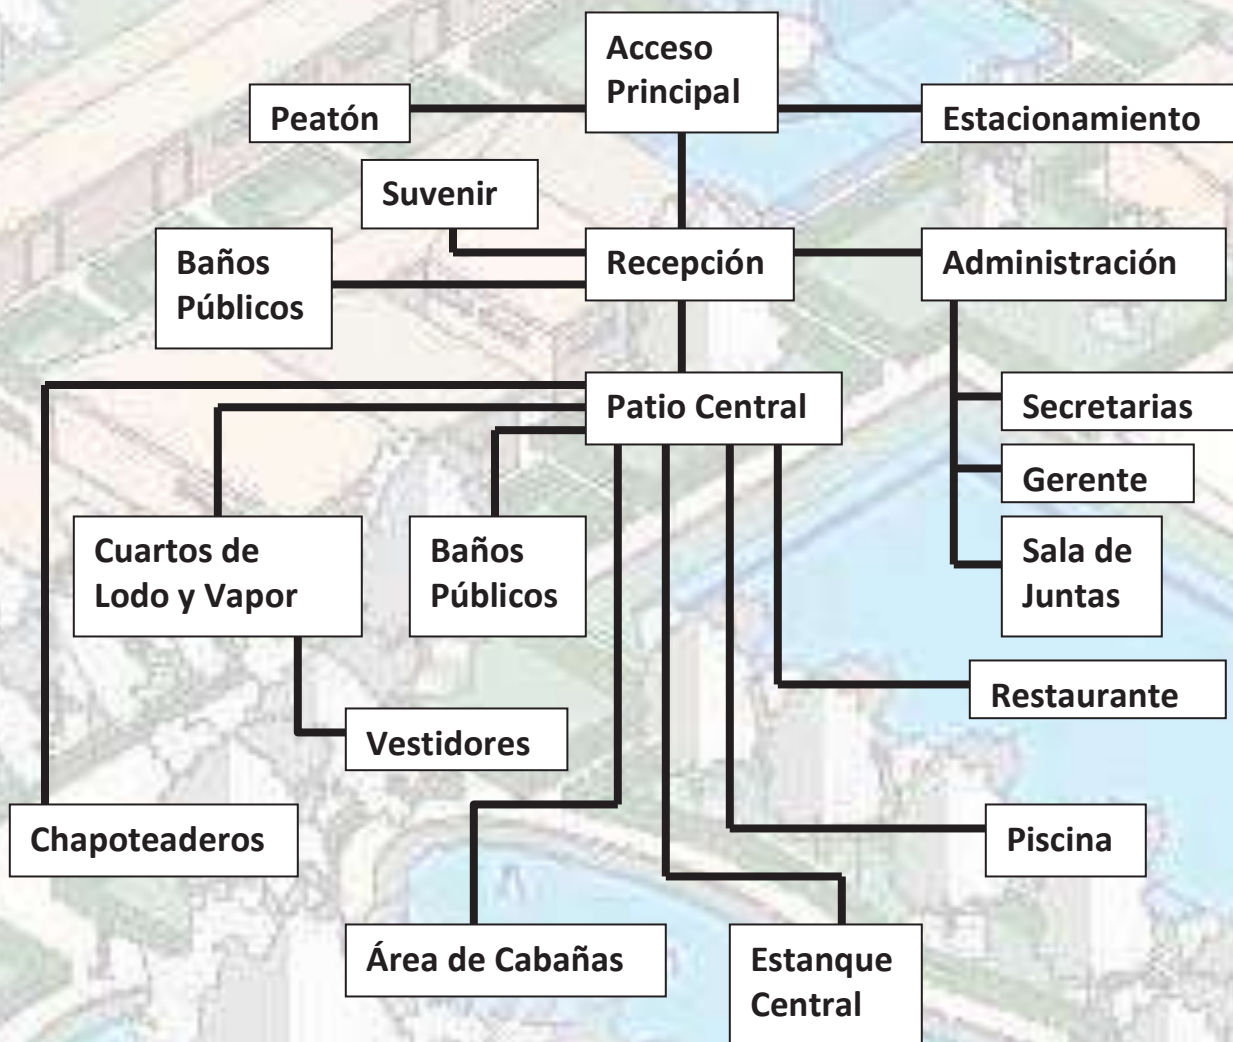 Acceso
Principal
Peatón
Estacionamiento
Suvenir
Baños
Públicos
Recepción
Administración
Patio Central
Secretarias
Gerente
Sala de
Juntas
Cuartos de
Lodo y Vapor
Baños
Públicos
Restaurante
Vestidores
Chapoteaderos
Piscina
Área de Cabañas
Estanque
Central